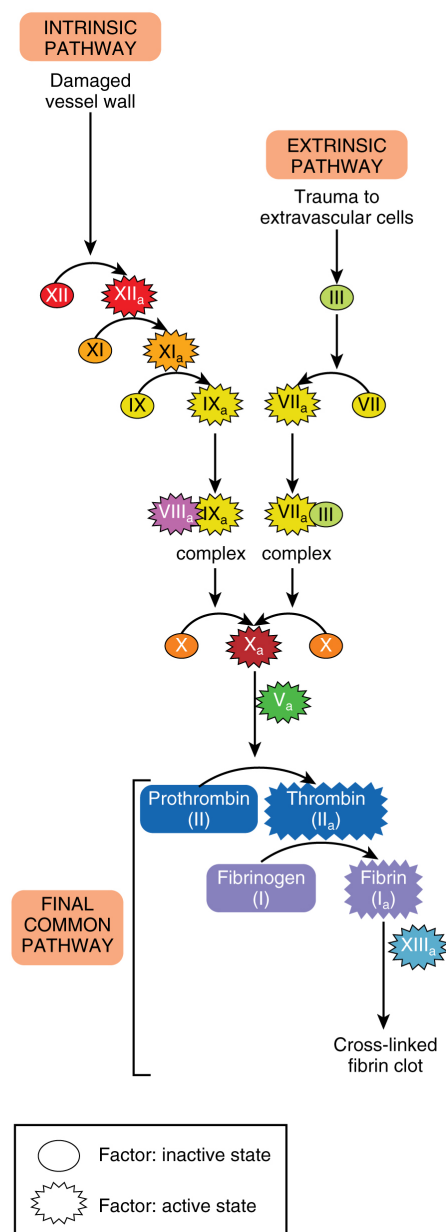 INTRINSIC
PATHWAY
Damaged
vessel wall
EXTRINSIC
PATHWAY
Trauma to
extravascular cells
XII
XIIa
III
XI
XIa
IX
IXa
VIIa
VII
VIIIa
IXa
VIIa
III
complex
complex
X
Xa
X
Va
Prothrombin
(II)
Thrombin
(IIa)
Fibrinogen
(I)
Fibrin
(Ia)
FINAL
COMMON
PATHWAY
XIIIa
Cross-linked
fibrin clot
Factor: inactive state
Factor: active state